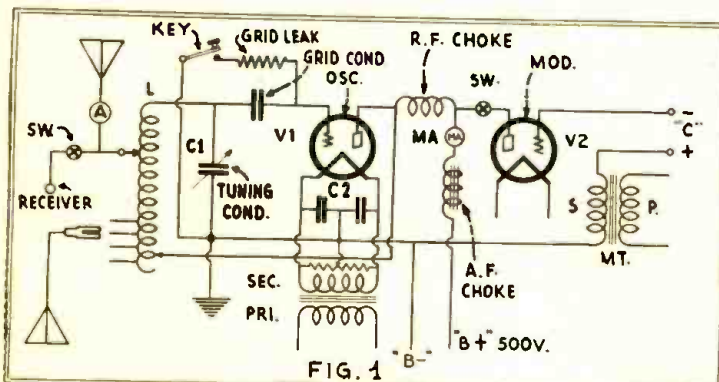 KEY
GRID LEAK
GRID COND
OSC.
R.F. CHOKE
SW.
MOD.
A
L
SW.
C1
V1
MA
MA
V2
-
"C"
+
RECEIVER
TUNING
COND.
C2
S
P.
MT.
SEC.
PRI.
A.F.
CHOKE
"B-"
"B+" 500V.
FIG. 1